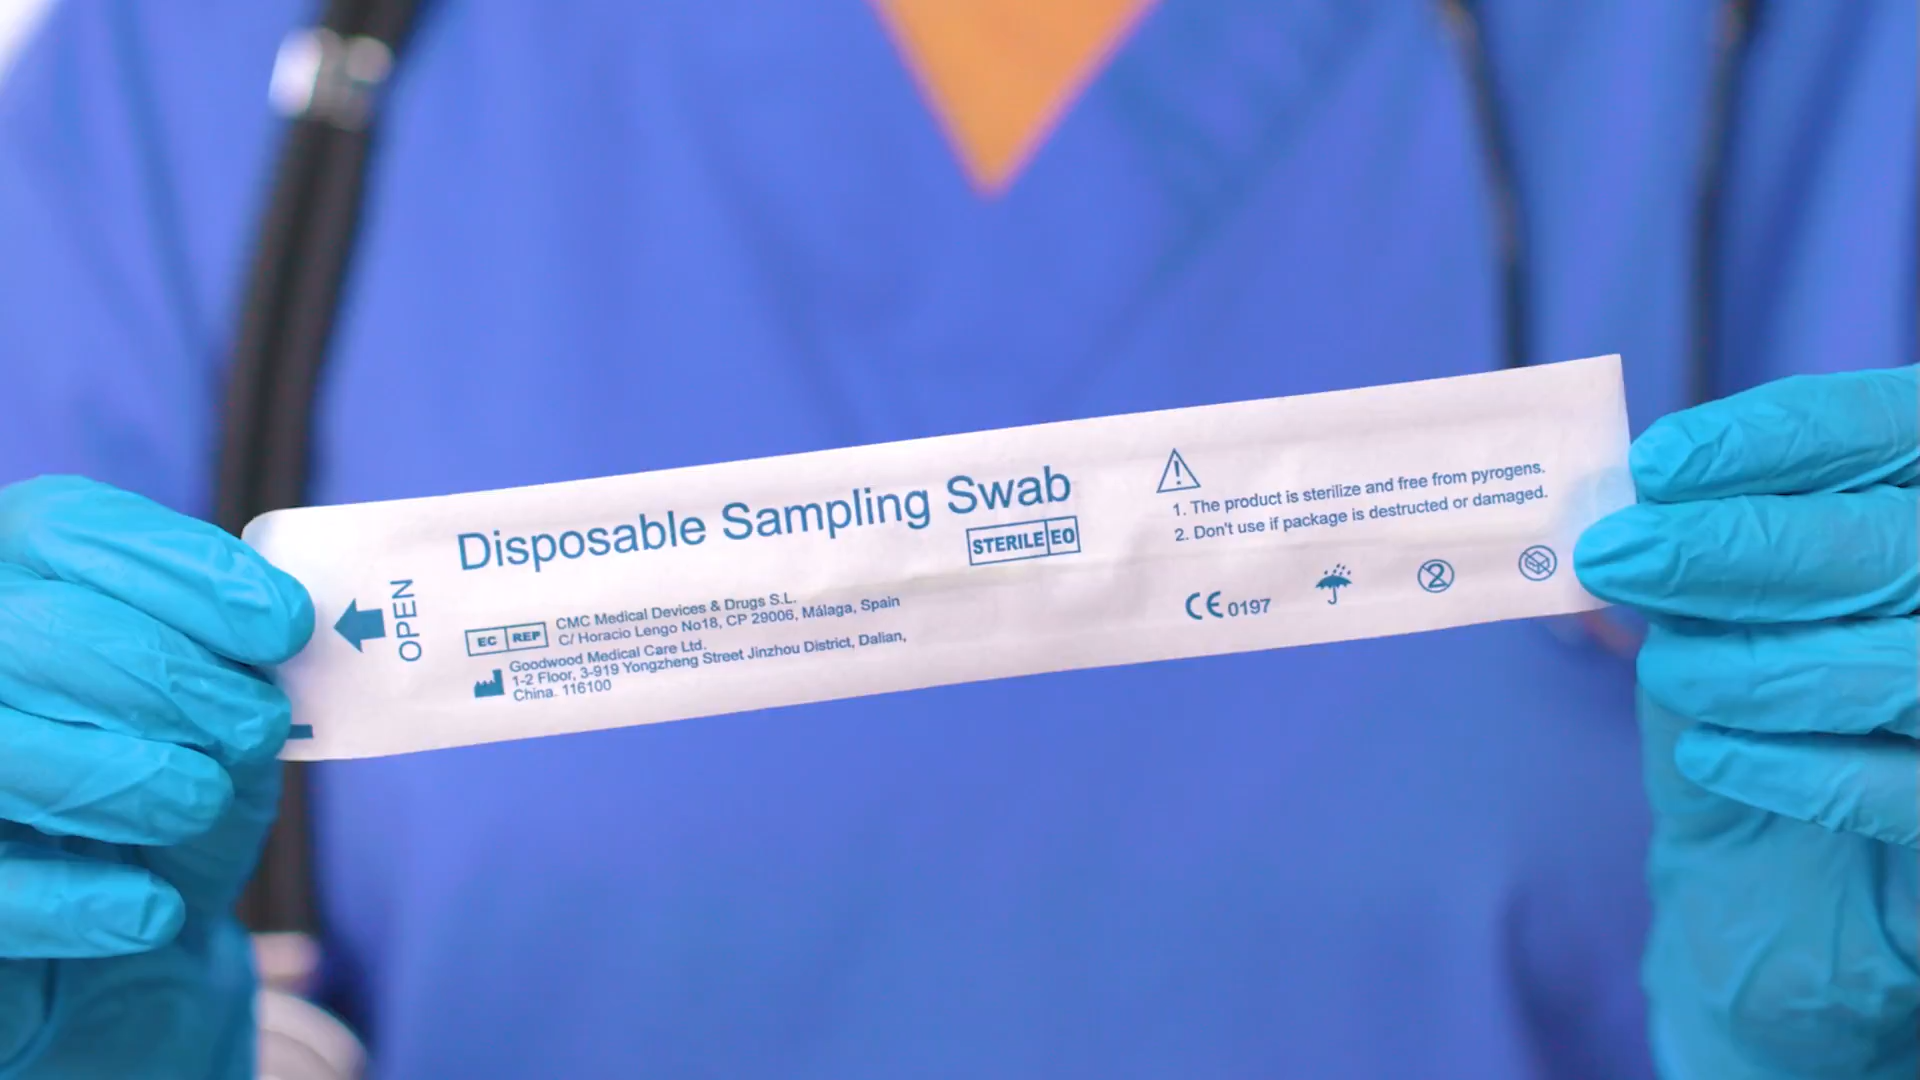 Disposable Sampling Swab
STERILE EO
OPEN
EC REP
CMC Medical Devices & Drugs S.L.
C/ Horacio Lengo No18, CP 29006, Málaga, Spain
Goodwood Medical Care Ltd.
1-2 Floor, 3-919 Yongzheng Street Jinzhou District, Dalian,
China. 116100
1. The product is sterilize and free from pyrogens.
2. Don't use if package is destructed or damaged.
CE 0197
2